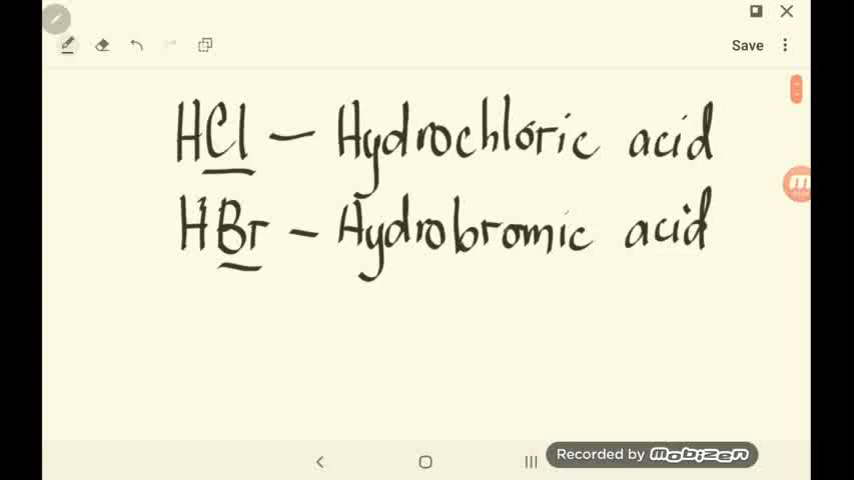 Save
HCl - Hydrochloric acid
HBr - Hydrobromic acid
Recorded by mobizen